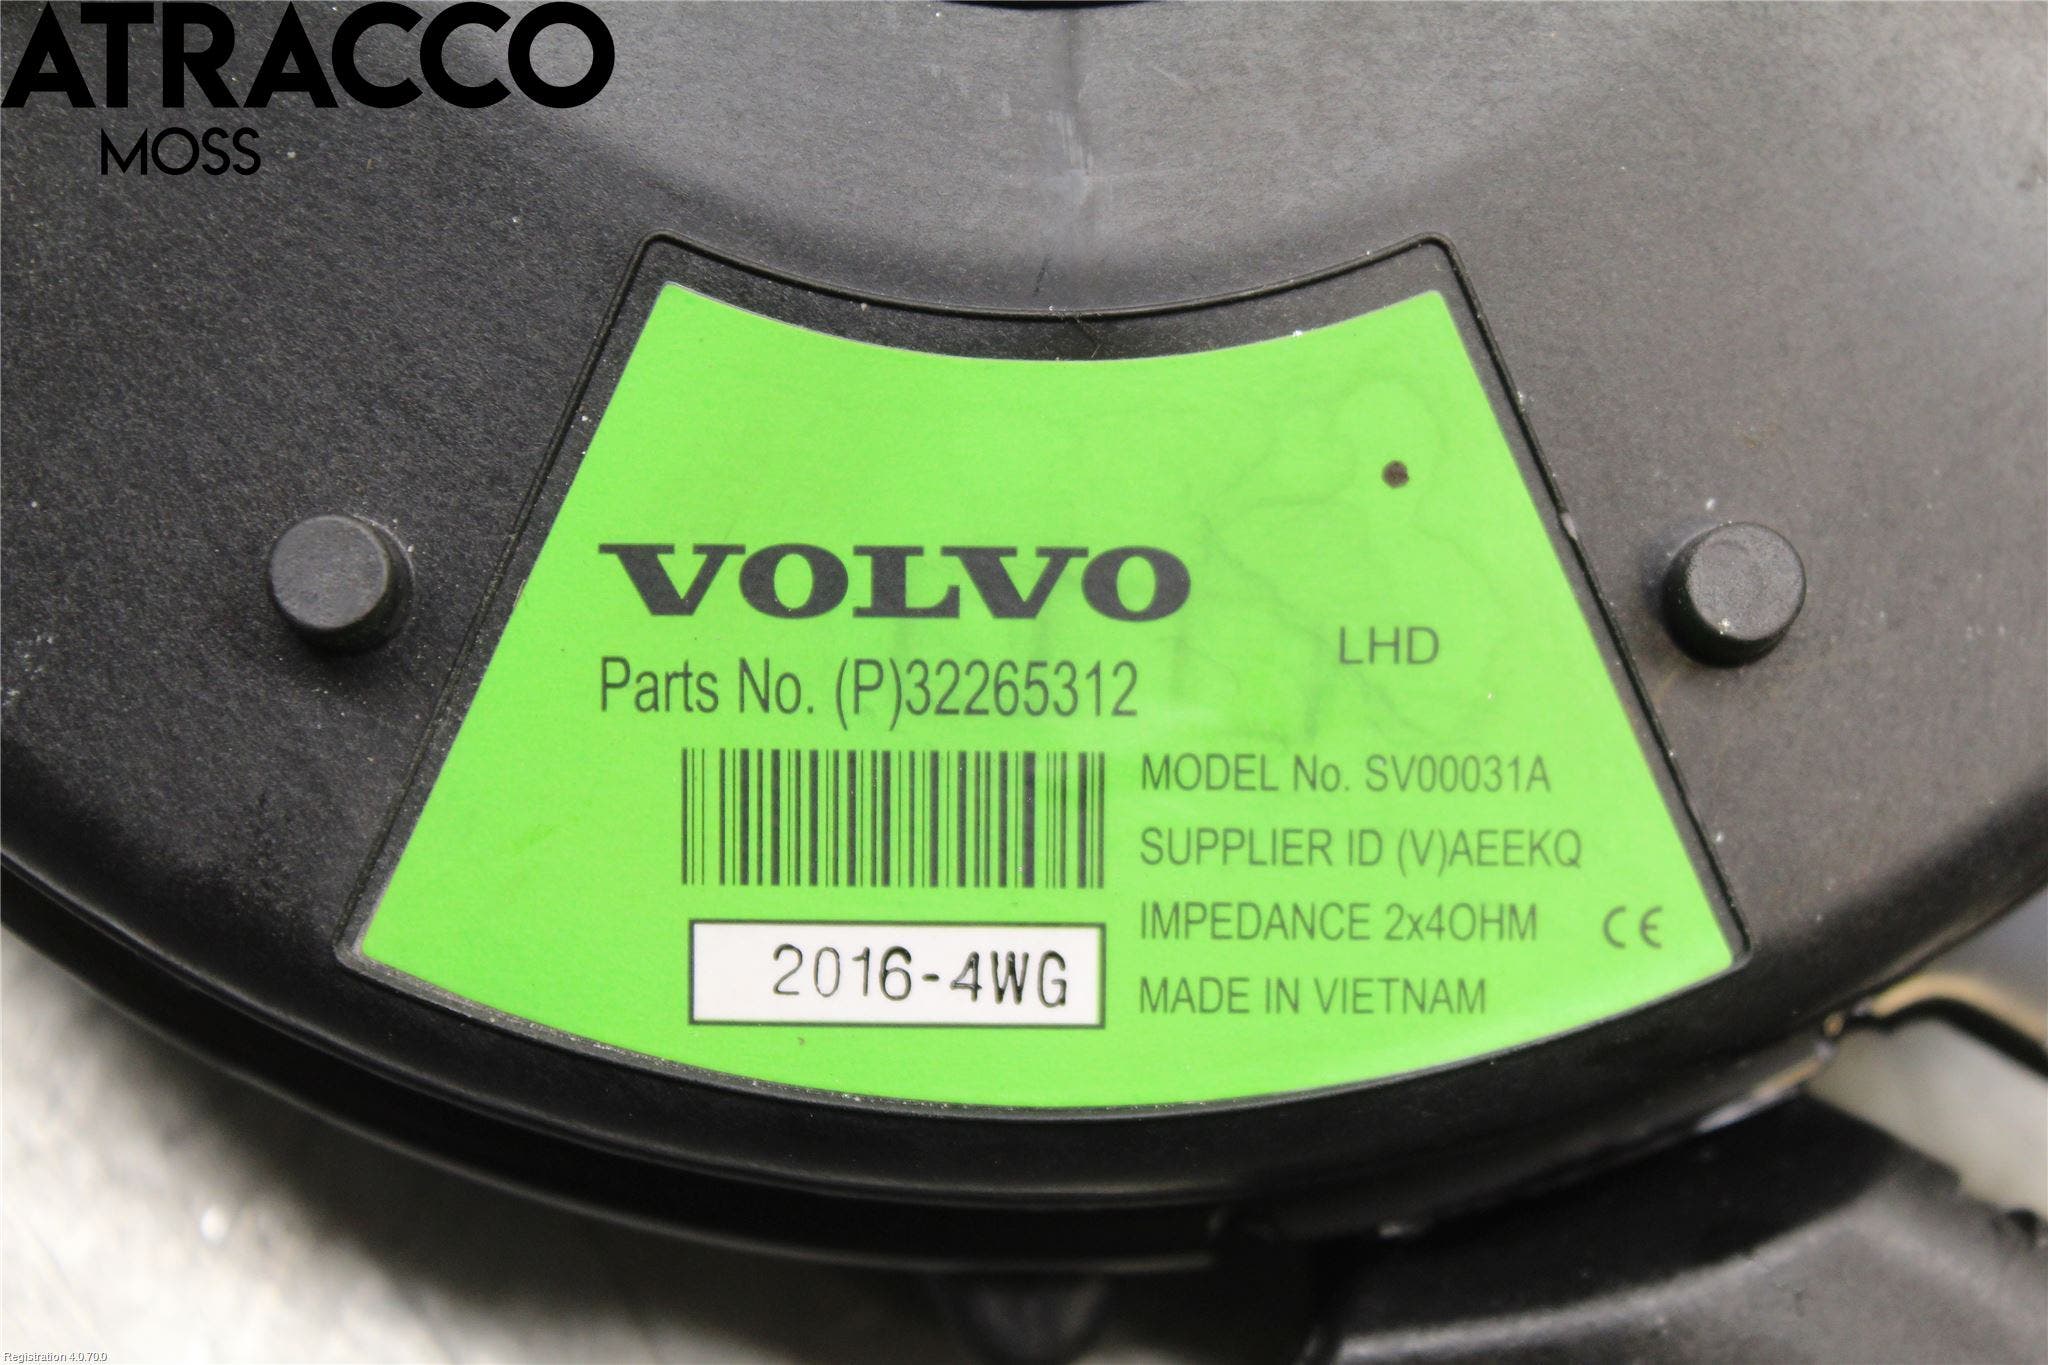 ATRACCO
MOSS
VOLVO
LHD
Parts No. (P)32265312
MODEL No. SV00031A
SUPPLIER ID (V)AEEKQ
IMPEDANCE 2x4OHM CE
2016-4WG
MADE IN VIETNAM
Registration 4.0.70.0